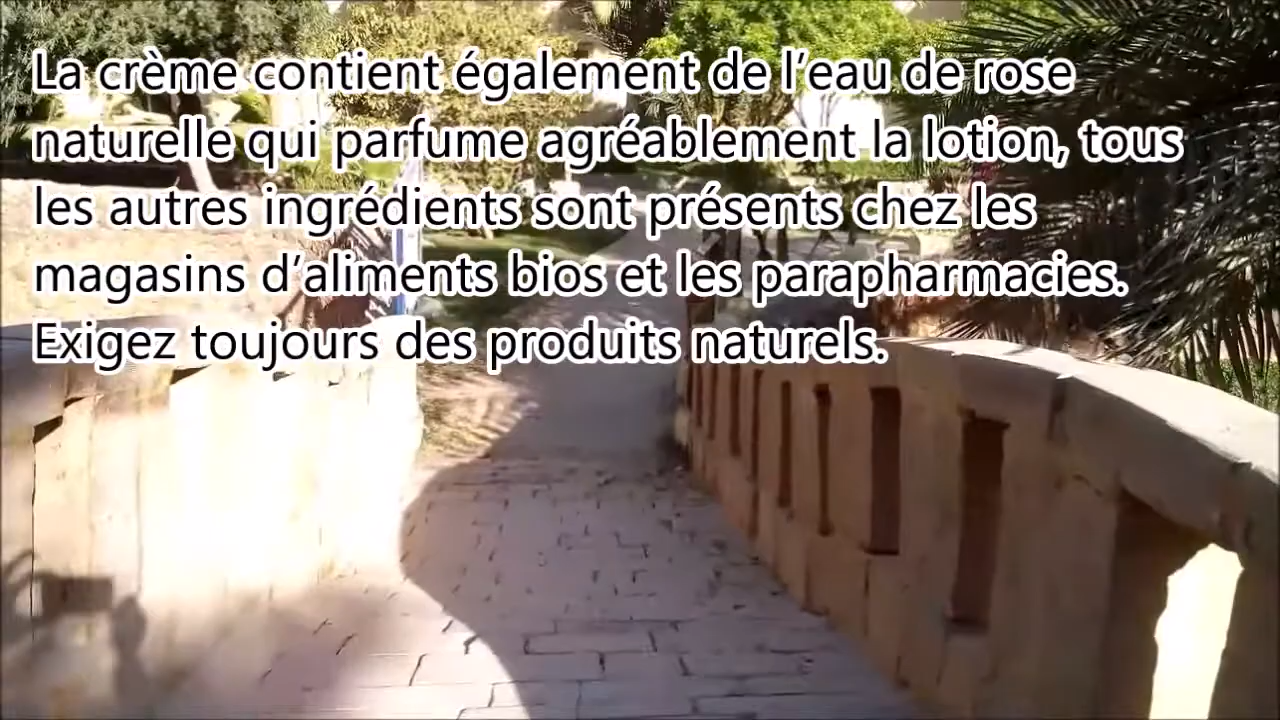 La crème contient également de l’eau de rose
naturelle qui parfume agréablement la lotion, tous
les autres ingrédients sont présents chez les
magasins d’aliments bios et les parapharmacies.
Exigez toujours des produits naturels.